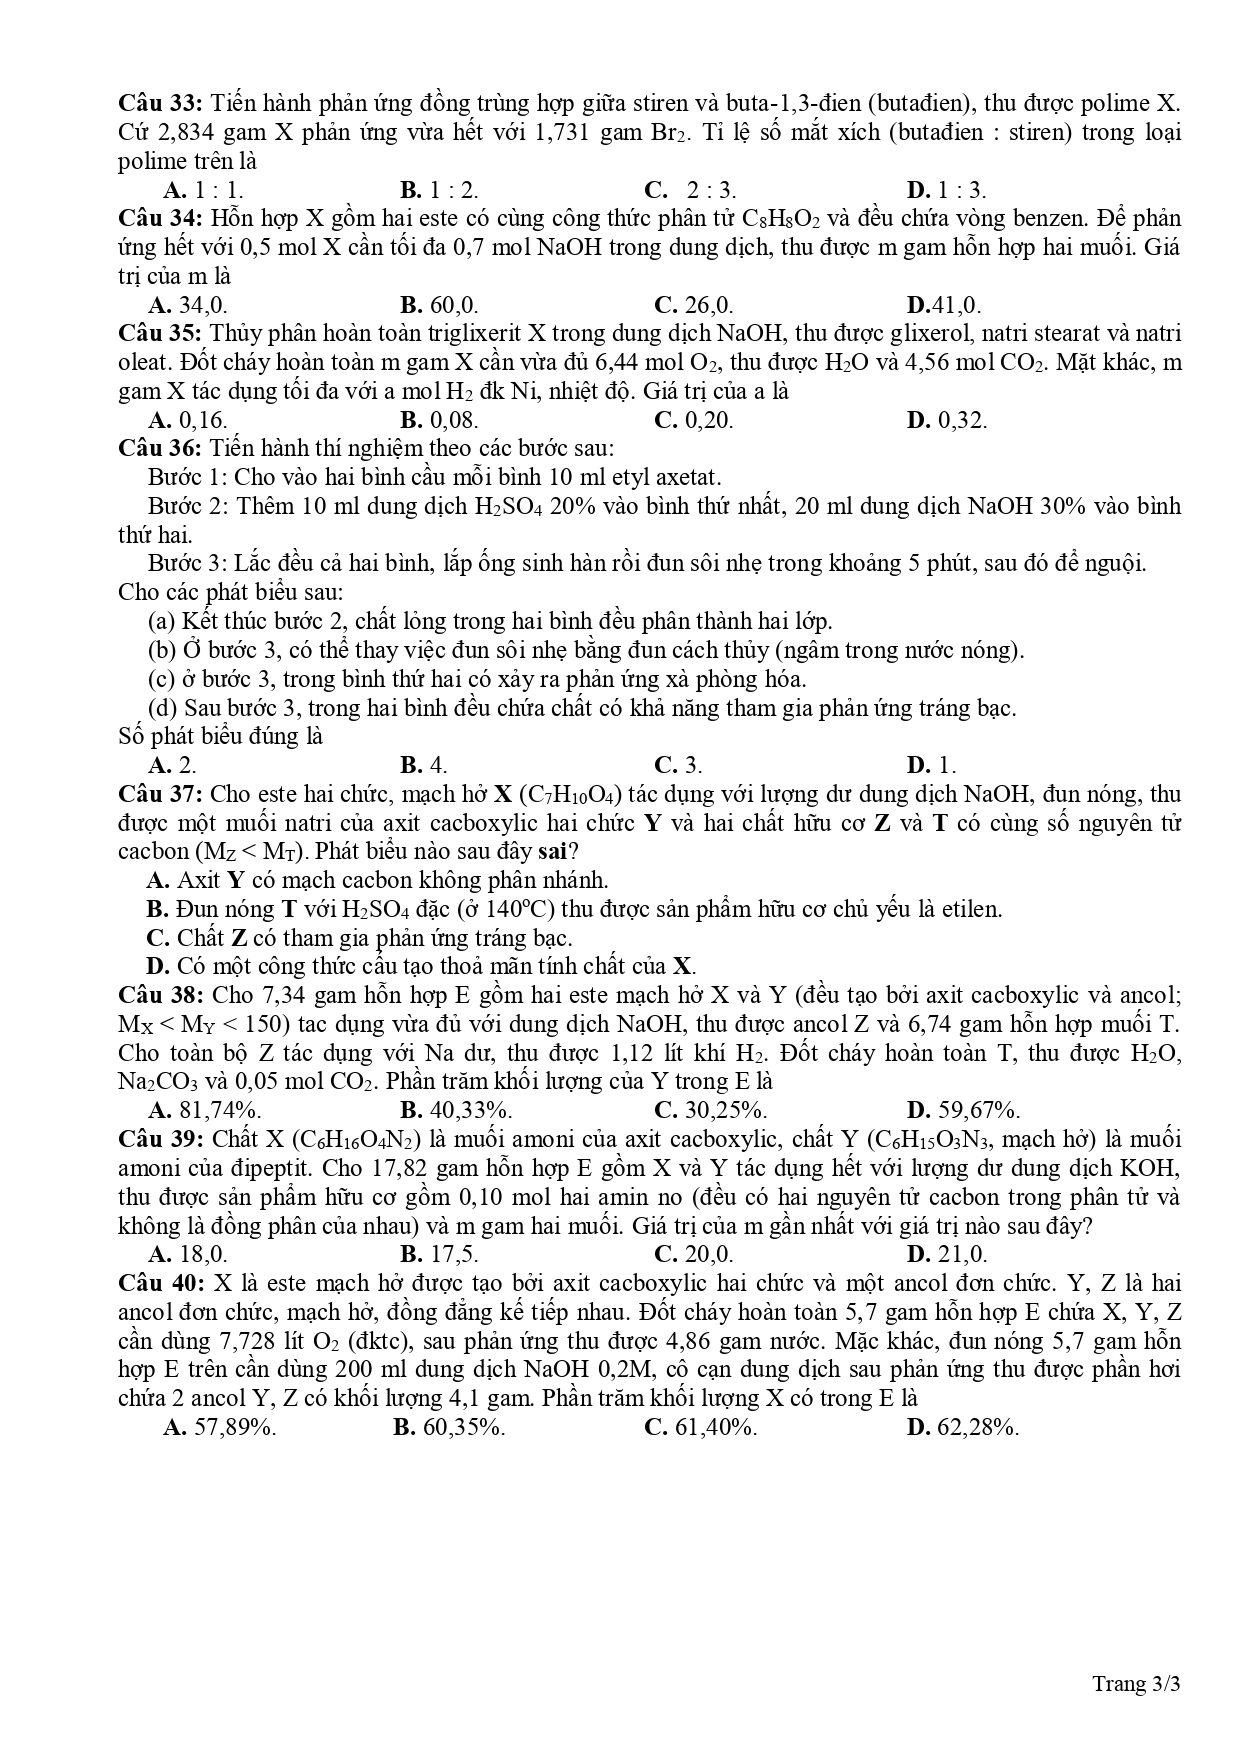 Câu 33: Tiến hành phản ứng đồng trùng hợp giữa stiren và buta-1,3-đien (butađien), thu được polime X.
Cứ 2,834 gam X phản ứng vừa hết với 1,731 gam Br₂. Tỉ lệ số mắt xích (butađien : stiren) trong loại
polime trên là
A. 1 : 1. B. 1 : 2. C. 2 : 3. D. 1 : 3.
Câu 34: Hỗn hợp X gồm hai este có cùng công thức phân tử C₈H₈O₂ và đều chứa vòng benzen. Để phản
ứng hết với 0,5 mol X cần tối đa 0,7 mol NaOH trong dung dịch, thu được m gam hỗn hợp hai muối. Giá
trị của m là
A. 34,0. B. 60,0. C. 26,0. D.41,0.
Câu 35: Thủy phân hoàn toàn triglixerit X trong dung dịch NaOH, thu được glixerol, natri stearat và natri
oleat. Đốt cháy hoàn toàn m gam X cần vừa đủ 6,44 mol O₂, thu được H₂O và 4,56 mol CO₂. Mặt khác, m
gam X tác dụng tối đa với a mol H₂ đk Ni, nhiệt độ. Giá trị của a là
A. 0,16. B. 0,08. C. 0,20. D. 0,32.
Câu 36: Tiến hành thí nghiệm theo các bước sau:
Bước 1: Cho vào hai bình cầu mỗi bình 10 ml etyl axetat.
Bước 2: Thêm 10 ml dung dịch H₂SO₄ 20% vào bình thứ nhất, 20 ml dung dịch NaOH 30% vào bình
thứ hai.
Bước 3: Lắc đều cả hai bình, lắp ống sinh hàn rồi đun sôi nhẹ trong khoảng 5 phút, sau đó để nguội.
Cho các phát biểu sau:
(a) Kết thúc bước 2, chất lỏng trong hai bình đều phân thành hai lớp.
(b) Ở bước 3, có thể thay việc đun sôi nhẹ bằng đun cách thủy (ngâm trong nước nóng).
(c) ở bước 3, trong bình thứ hai có xảy ra phản ứng xà phòng hóa.
(d) Sau bước 3, trong hai bình đều chứa chất có khả năng tham gia phản ứng tráng bạc.
Số phát biểu đúng là
A. 2. B. 4. C. 3. D. 1.
Câu 37: Cho este hai chức, mạch hở X (C₇H₁₀O₄) tác dụng với lượng dư dung dịch NaOH, đun nóng, thu
được một muối natri của axit cacboxylic hai chức Y và hai chất hữu cơ Z và T có cùng số nguyên tử
cacbon (M_Z < M_T). Phát biểu nào sau đây sai?
A. Axit Y có mạch cacbon không phân nhánh.
B. Đun nóng T với H₂SO₄ đặc (ở 140ºC) thu được sản phẩm hữu cơ chủ yếu là etilen.
C. Chất Z có tham gia phản ứng tráng bạc.
D. Có một công thức cấu tạo thoả mãn tính chất của X.
Câu 38: Cho 7,34 gam hỗn hợp E gồm hai este mạch hở X và Y (đều tạo bởi axit cacboxylic và ancol;
M_X < M_Y < 150) tac dụng vừa đủ với dung dịch NaOH, thu được ancol Z và 6,74 gam hỗn hợp muối T.
Cho toàn bộ Z tác dụng với Na dư, thu được 1,12 lít khí H₂. Đốt cháy hoàn toàn T, thu được H₂O,
Na₂CO₃ và 0,05 mol CO₂. Phần trăm khối lượng của Y trong E là
A. 81,74%. B. 40,33%. C. 30,25%. D. 59,67%.
Câu 39: Chất X (C₆H₁₆O₄N₂) là muối amoni của axit cacboxylic, chất Y (C₆H₁₅O₃N₃, mạch hở) là muối
amoni của đipeptit. Cho 17,82 gam hỗn hợp E gồm X và Y tác dụng hết với lượng dư dung dịch KOH,
thu được sản phẩm hữu cơ gồm 0,10 mol hai amin no (đều có hai nguyên tử cacbon trong phân tử và
không là đồng phân của nhau) và m gam hai muối. Giá trị của m gần nhất với giá trị nào sau đây?
A. 18,0. B. 17,5. C. 20,0. D. 21,0.
Câu 40: X là este mạch hở được tạo bởi axit cacboxylic hai chức và một ancol đơn chức. Y, Z là hai
ancol đơn chức, mạch hở, đồng đẳng kế tiếp nhau. Đốt cháy hoàn toàn 5,7 gam hỗn hợp E chứa X, Y, Z
cần dùng 7,728 lít O₂ (đktc), sau phản ứng thu được 4,86 gam nước. Mặc khác, đun nóng 5,7 gam hỗn
hợp E trên cần dùng 200 ml dung dịch NaOH 0,2M, cô cạn dung dịch sau phản ứng thu được phần hơi
chứa 2 ancol Y, Z có khối lượng 4,1 gam. Phần trăm khối lượng X có trong E là
A. 57,89%. B. 60,35%. C. 61,40%. D. 62,28%.
Trang 3/3